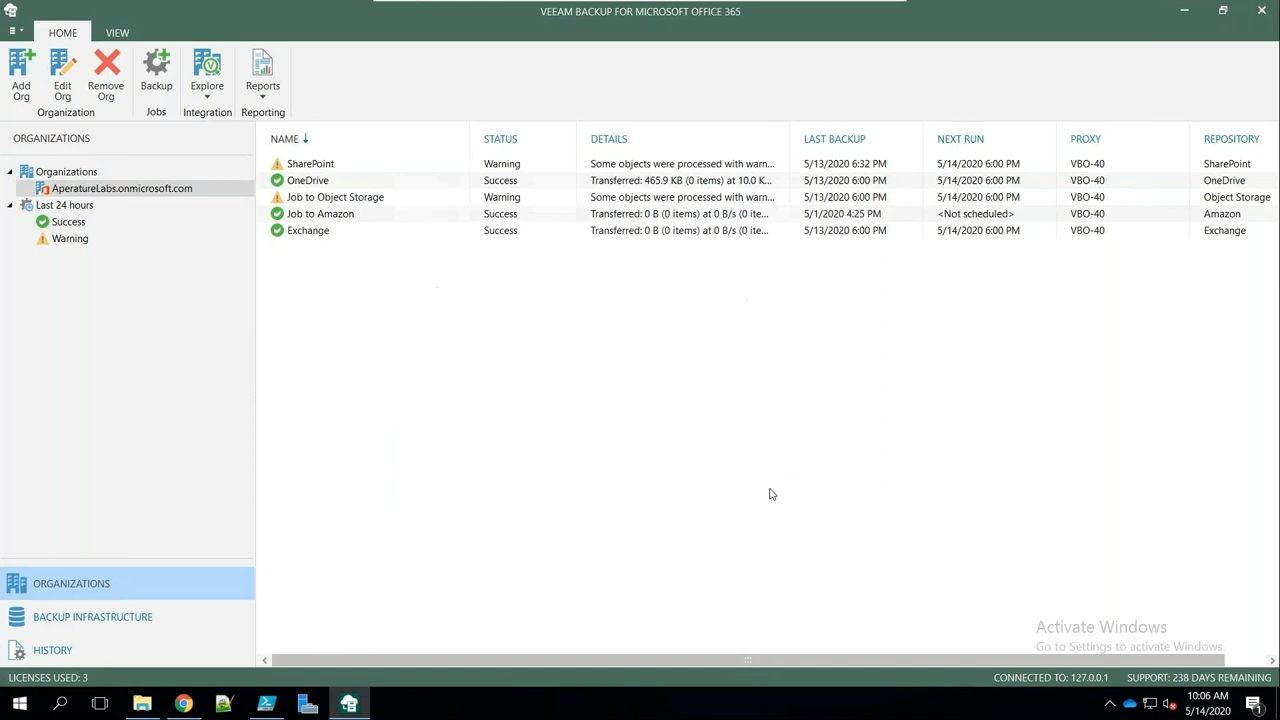 VEEAM BACKUP FOR MICROSOFT OFFICE 365
HOME VIEW
Add Org
Edit Org
Remove Org
Backup
Explore
Reports
Organization Jobs Integration Reporting
ORGANIZATIONS
Organizations
AperatureLabs.onmicrosoft.com
Last 24 hours
Success
Warning
NAME STATUS DETAILS LAST BACKUP NEXT RUN PROXY REPOSITORY
SharePoint Warning Some objects were processed with warn... 5/13/2020 6:32 PM 5/14/2020 6:00 PM VBO-40 SharePoint
OneDrive Success Transferred: 465.9 KB (0 items) at 10.0 K... 5/13/2020 6:00 PM 5/14/2020 6:00 PM VBO-40 OneDrive
Job to Object Storage Warning Some objects were processed with warn... 5/13/2020 6:00 PM 5/14/2020 6:00 PM VBO-40 Object Storage
Job to Amazon Success Transferred: 0 B (0 items) at 0 B/s (0 ite... 5/1/2020 4:25 PM <Not scheduled> VBO-40 Amazon
Exchange Success Transferred: 0 B (0 items) at 0 B/s (0 ite... 5/13/2020 6:00 PM 5/14/2020 6:00 PM VBO-40 Exchange
ORGANIZATIONS
BACKUP INFRASTRUCTURE
HISTORY
Activate Windows
Go to Settings to activate Windows.
LICENSES USED: 3 CONNECTED TO: 127.0.0.1 SUPPORT: 238 DAYS REMAINING
10:06 AM
5/14/2020
1